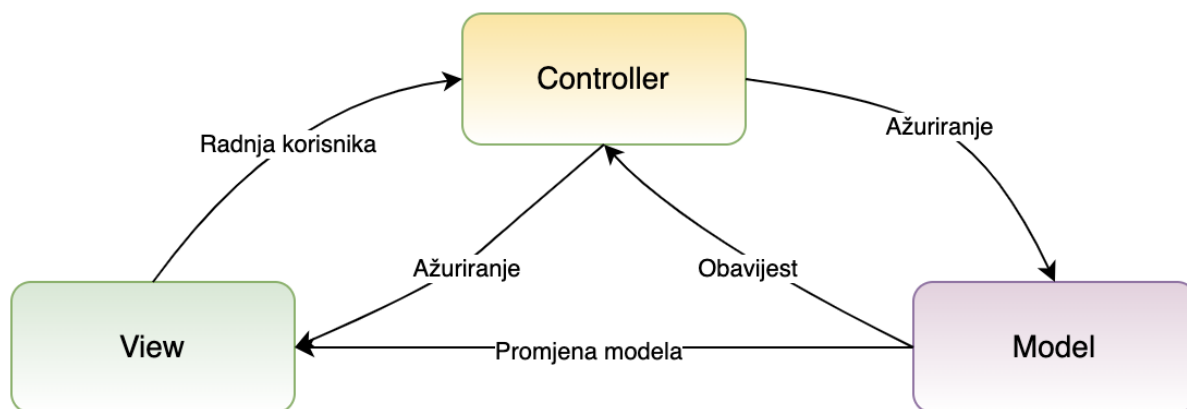 Controller
Ažuriranje
Radnja korisnika
Ažuriranje
Obavijest
View
Promjena modela
Model